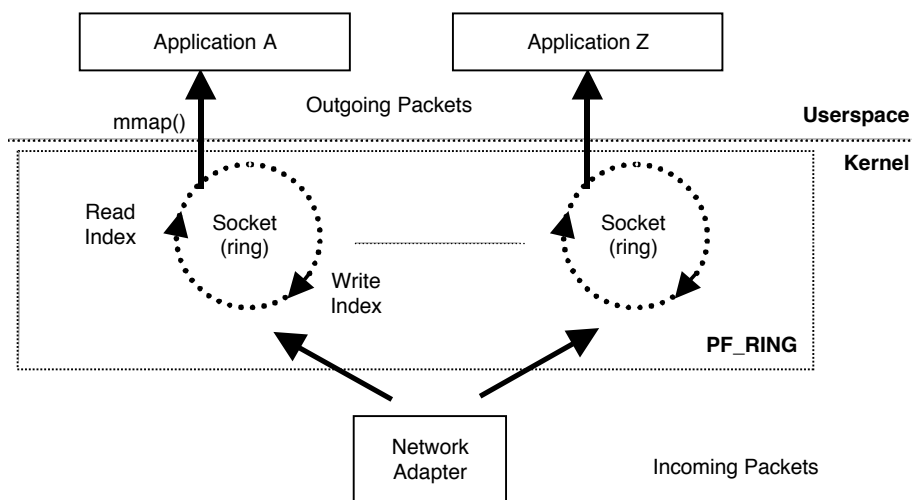 Application A
Application Z
Outgoing Packets
mmap()
Userspace
Kernel
Read
Index
Socket
(ring)
Write
Index
Socket
(ring)
PF_RING
Network
Adapter
Incoming Packets